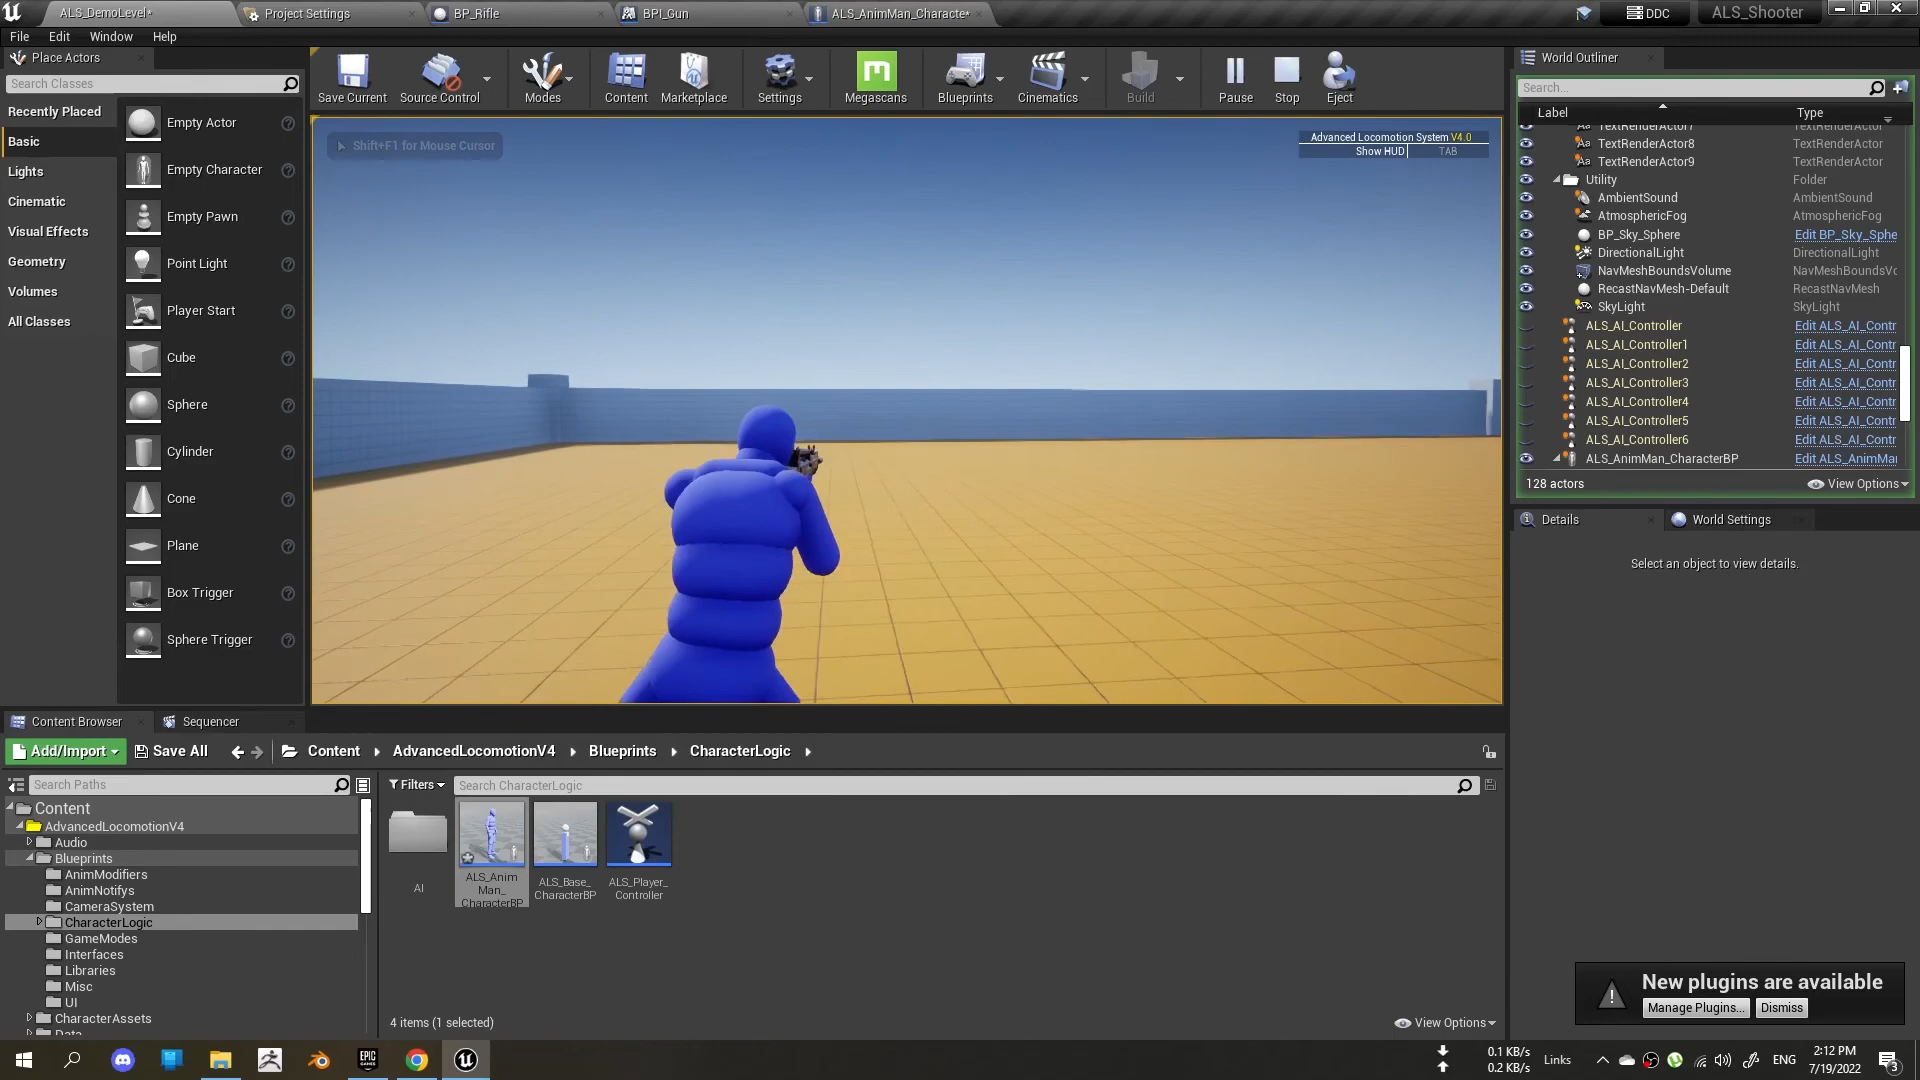 ALS_DemoLevel*
Project Settings
BP_Rifle
BPI_Gun
ALS_AnimMan_Characte*
DDC
ALS_Shooter
File Edit Window Help
Place Actors
Search Classes
Recently Placed
Basic
Lights
Cinematic
Visual Effects
Geometry
Volumes
All Classes
Empty Actor
Empty Character
Empty Pawn
Point Light
Player Start
Cube
Sphere
Cylinder
Cone
Plane
Box Trigger
Sphere Trigger
Save Current
Source Control
Modes
Content
Marketplace
Settings
Megascans
Blueprints
Cinematics
Build
Pause
Stop
Eject
Shift+F1 for Mouse Cursor
Advanced Locomotion System V4.0
Show HUD TAB
World Outliner
Search...
Label Type
TextRenderActor7 TextRenderActor
TextRenderActor8 TextRenderActor
TextRenderActor9 TextRenderActor
Utility Folder
AmbientSound AmbientSound
AtmosphericFog AtmosphericFog
BP_Sky_Sphere Edit BP_Sky_Sphe
DirectionalLight DirectionalLight
NavMeshBoundsVolume NavMeshBoundsVc
RecastNavMesh-Default RecastNavMesh
SkyLight SkyLight
ALS_AI_Controller Edit ALS_AI_Contr
ALS_AI_Controller1 Edit ALS_AI_Contr
ALS_AI_Controller2 Edit ALS_AI_Contr
ALS_AI_Controller3 Edit ALS_AI_Contr
ALS_AI_Controller4 Edit ALS_AI_Contr
ALS_AI_Controller5 Edit ALS_AI_Contr
ALS_AI_Controller6 Edit ALS_AI_Contr
ALS_AnimMan_CharacterBP Edit ALS_AnimMai
128 actors
View Options
Details
World Settings
Select an object to view details.
Content Browser
Sequencer
Add/Import
Save All
Content AdvancedLocomotionV4 Blueprints CharacterLogic
Search Paths
Filters
Search CharacterLogic
Content
AdvancedLocomotionV4
Audio
Blueprints
AnimModifiers
AnimNotifys
CameraSystem
CharacterLogic
GameModes
Interfaces
Libraries
Misc
UI
CharacterAssets
Data
AI
ALS_Anim
Man_
CharacterBP
ALS_Base_
CharacterBP
ALS_Player_
Controller
4 items (1 selected)
View Options
New plugins are available
Manage Plugins...
Dismiss
EPIC
GAMES
0.1 KB/s
0.2 KB/s
Links
ENG
2:12 PM
7/19/2022
3